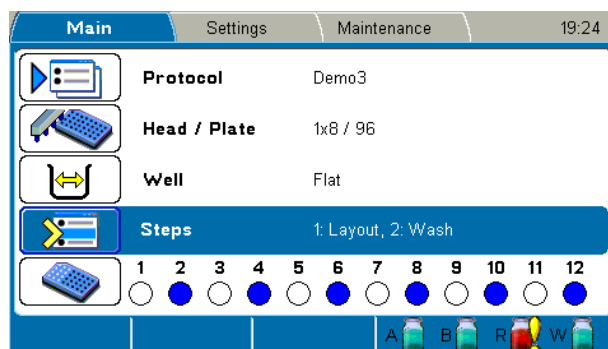 Main Settings Maintenance 19:24
Protocol Demo3
Head / Plate 1x8 / 96
Well Flat
Steps 1: Layout, 2: Wash
1 2 3 4 5 6 7 8 9 10 11 12
A B R W